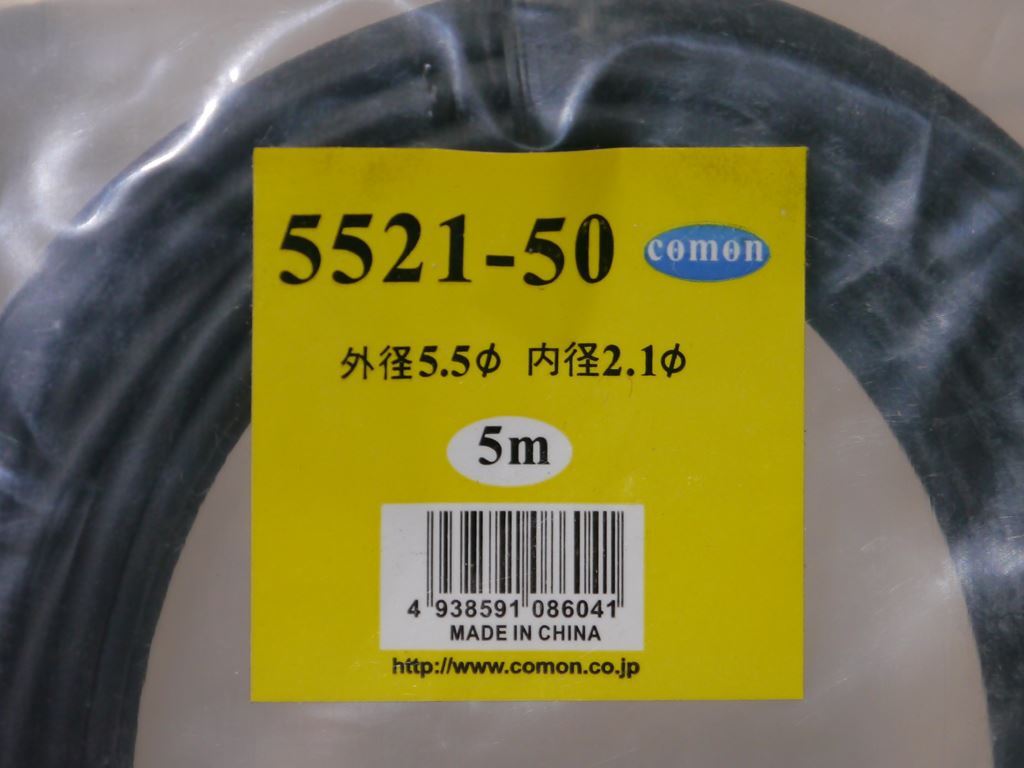 5521-50 comon
外径5.5φ 内径2.1φ
5m
4 938591 086041
MADE IN CHINA
http://www.comon.co.jp